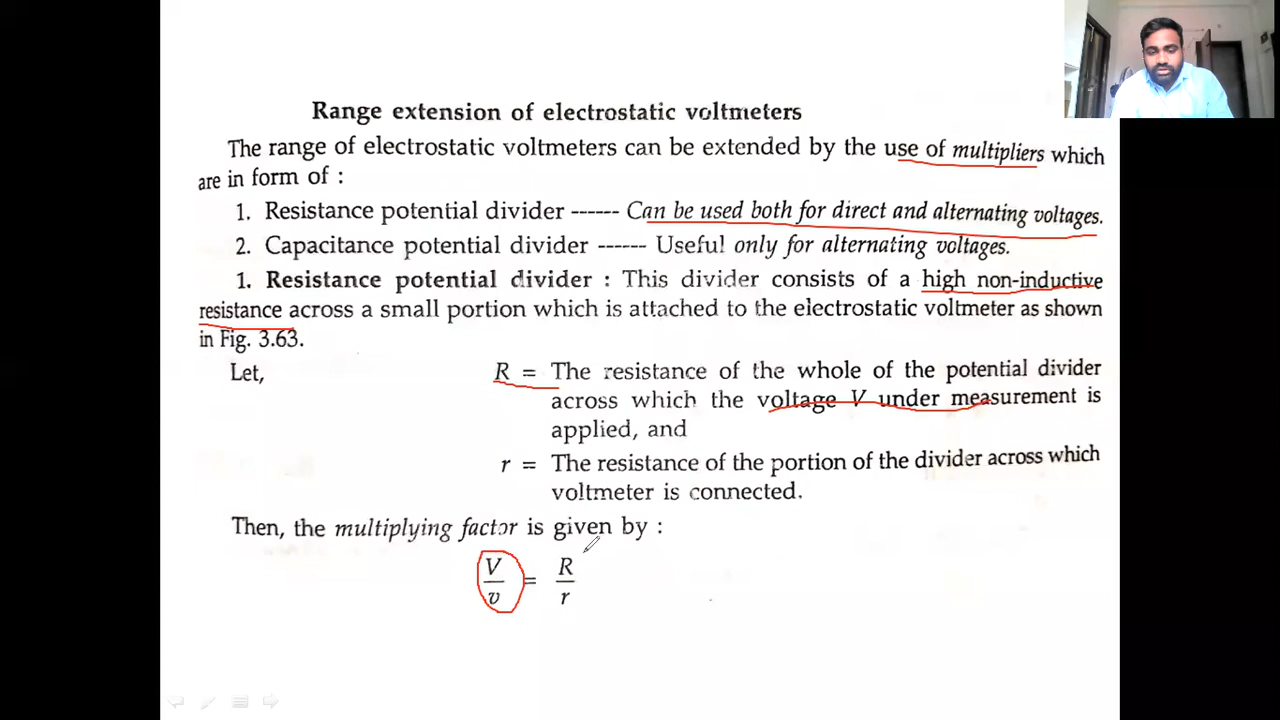 Range extension of electrostatic voltmeters
The range of electrostatic voltmeters can be extended by the use of multipliers which
are in form of :
1. Resistance potential divider ------ Can be used both for direct and alternating voltages.
2. Capacitance potential divider ------ Useful only for alternating voltages.
1. Resistance potential divider : This divider consists of a high non-inductive
resistance across a small portion which is attached to the electrostatic voltmeter as shown
in Fig. 3.63.
Let,
R = The resistance of the whole of the potential divider
across which the voltage V under measurement is
applied, and
r = The resistance of the portion of the divider across which
voltmeter is connected.
Then, the multiplying factor is given by :
V/v = R/r